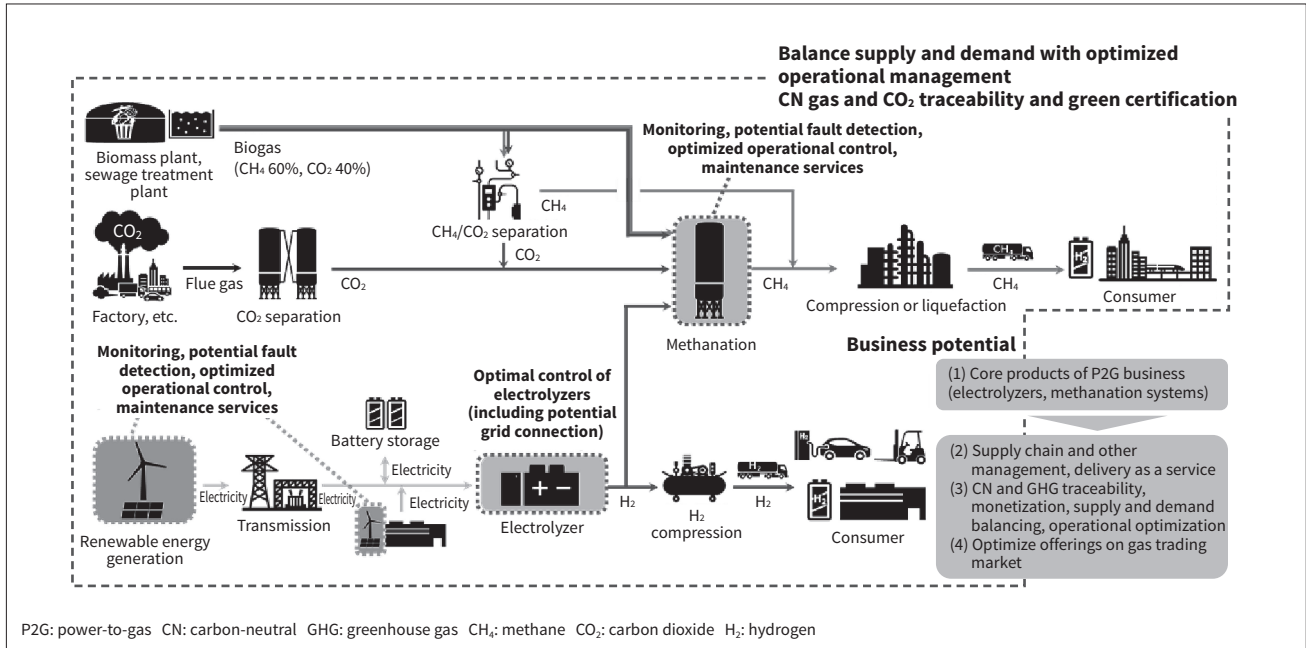 Balance supply and demand with optimized
operational management
CN gas and CO₂ traceability and green certification
Monitoring, potential fault detection,
optimized operational control,
maintenance services
Biomass plant,
sewage treatment
plant
Biogas
(CH₄ 60%, CO₂ 40%)
CH₄
CH₄/CO₂ separation
CO₂
CO₂
Factory, etc.
Flue gas
CO₂ separation
CO₂
Methanation
CH₄
Compression or liquefaction
CH₄
CH₄
Consumer
Monitoring, potential fault
detection, optimized
operational control,
maintenance services
Renewable energy
generation
Electricity
Transmission
Electricity
Battery storage
Electricity
Electricity
Optimal control of
electrolyzers
(including potential
grid connection)
+ −
Electrolyzer
H₂
H₂
compression
H₂
H₂
H₂
H₂
H₂
Consumer
Business potential
(1) Core products of P2G business
(electrolyzers, methanation systems)
(2) Supply chain and other
management, delivery as a service
(3) CN and GHG traceability,
monetization, supply and demand
balancing, operational optimization
(4) Optimize offerings on gas trading
market
P2G: power-to-gas CN: carbon-neutral GHG: greenhouse gas CH₄: methane CO₂: carbon dioxide H₂: hydrogen